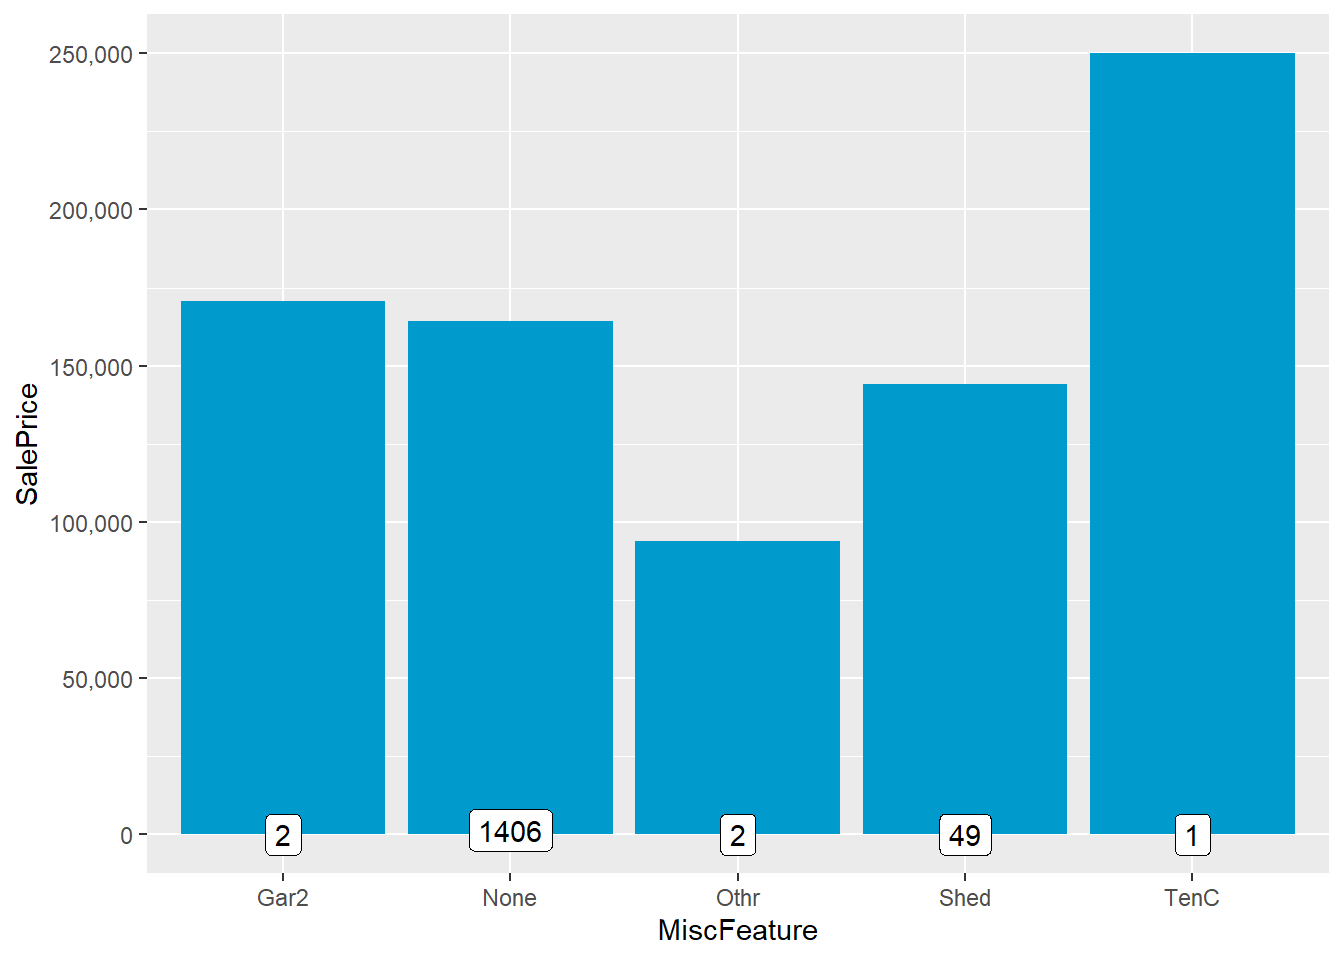 250,000
200,000
150,000
100,000
50,000
0
SalePrice
2
1406
2
49
1
Gar2
None
Othr
Shed
TenC
MiscFeature